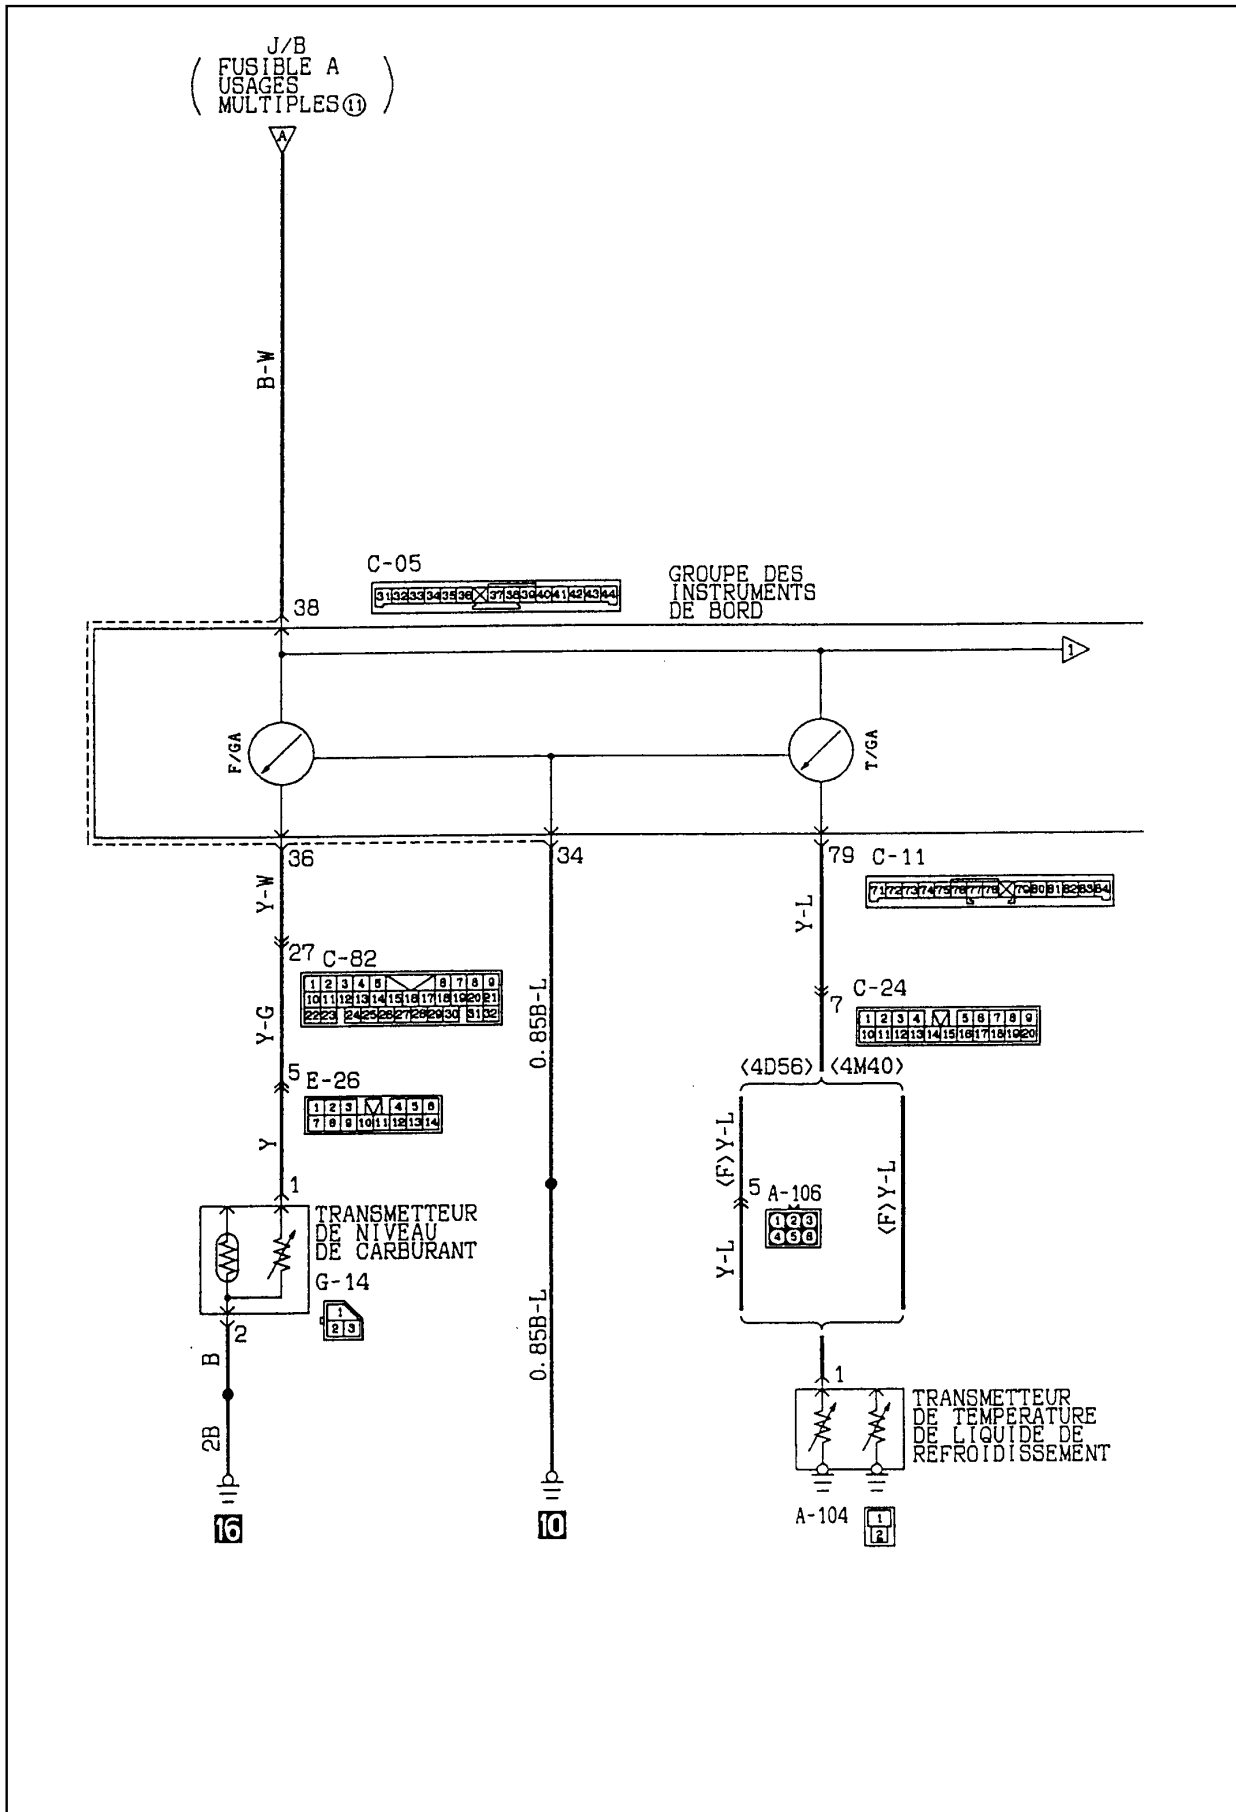 J/B
FUSIBLE A
USAGES
MULTIPLES⑪
A
B-W
C-05
31 32 33 34 35 36 37 38 39 40 41 42 43 44
GROUPE DES
INSTRUMENTS
DE BORD
38
1
F/GA
T/GA
36
34
79
C-11
71 72 73 74 75 76 77 78 79 80 81 82 83 84
Y-W
Y-L
27
C-82
1 2 3 4 5 6 7 8 9
10 11 12 13 14 15 16 17 18 19 20 21
22 23 24 25 26 27 28 29 30 31 32
7
C-24
1 2 3 4 5 6 7 8 9
10 11 12 13 14 15 16 17 18 19 20
Y-G
0.85B-L
<4D56>
<4M40>
5
E-26
1 2 3 4 5 6
7 8 9 10 11 12 13 14
Y
<F>Y-L
<F>Y-L
5
A-106
1 2 3
4 5 6
Y-L
1
TRANSMETTEUR
DE NIVEAU
DE CARBURANT
G-14
1
2 3
2
B
0.85B-L
2B
1
TRANSMETTEUR
DE TEMPERATURE
DE LIQUIDE DE
REFROIDISSEMENT
A-104
1
2
16
10